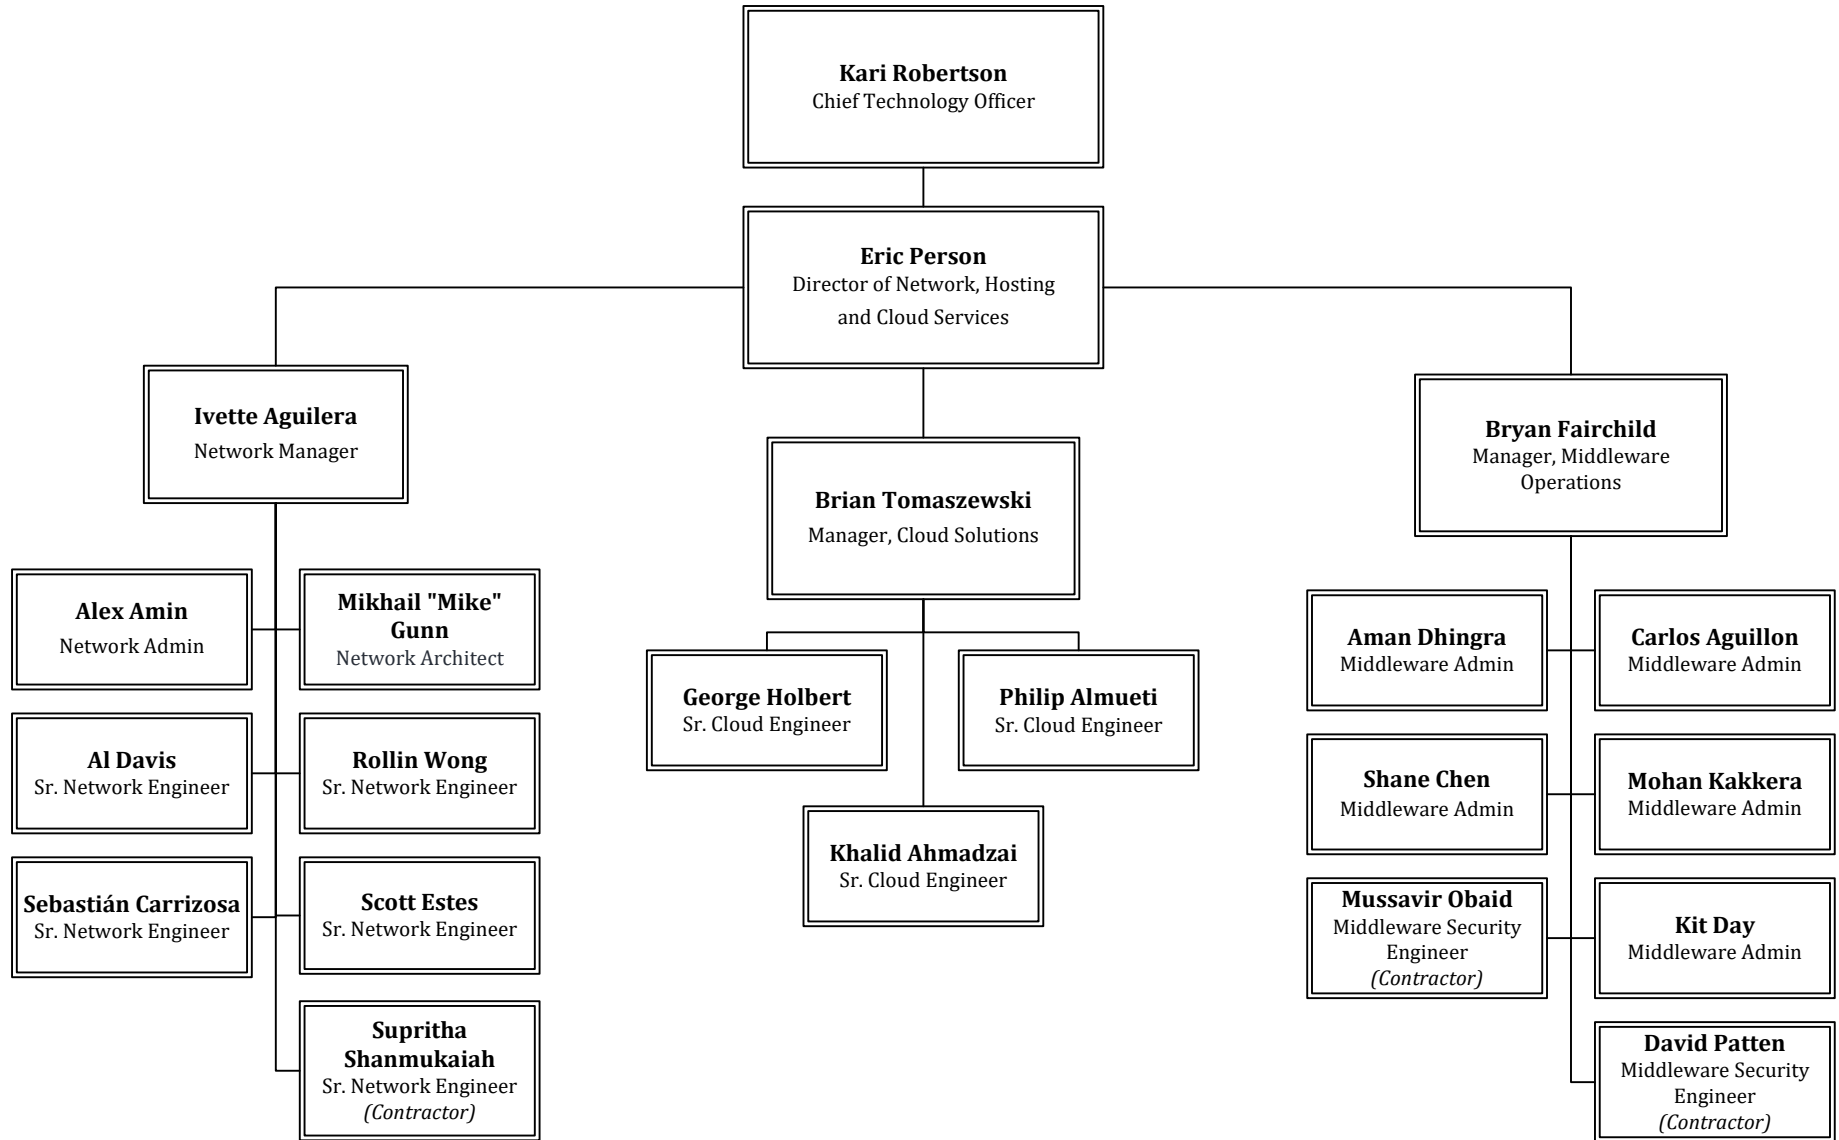 Kari Robertson
Chief Technology Officer
Eric Person
Director of Network, Hosting
and Cloud Services
Ivette Aguilera
Network Manager
Brian Tomaszewski
Manager, Cloud Solutions
Bryan Fairchild
Manager, Middleware
Operations
Alex Amin
Network Admin
Mikhail "Mike"
Gunn
Network Architect
Al Davis
Sr. Network Engineer
Rollin Wong
Sr. Network Engineer
Sebastián Carrizosa
Sr. Network Engineer
Scott Estes
Sr. Network Engineer
Supritha
Shanmukaiah
Sr. Network Engineer
(Contractor)
George Holbert
Sr. Cloud Engineer
Philip Almueti
Sr. Cloud Engineer
Khalid Ahmadzai
Sr. Cloud Engineer
Aman Dhingra
Middleware Admin
Carlos Aguillon
Middleware Admin
Shane Chen
Middleware Admin
Mohan Kakkera
Middleware Admin
Mussavir Obaid
Middleware Security
Engineer
(Contractor)
Kit Day
Middleware Admin
David Patten
Middleware Security
Engineer
(Contractor)